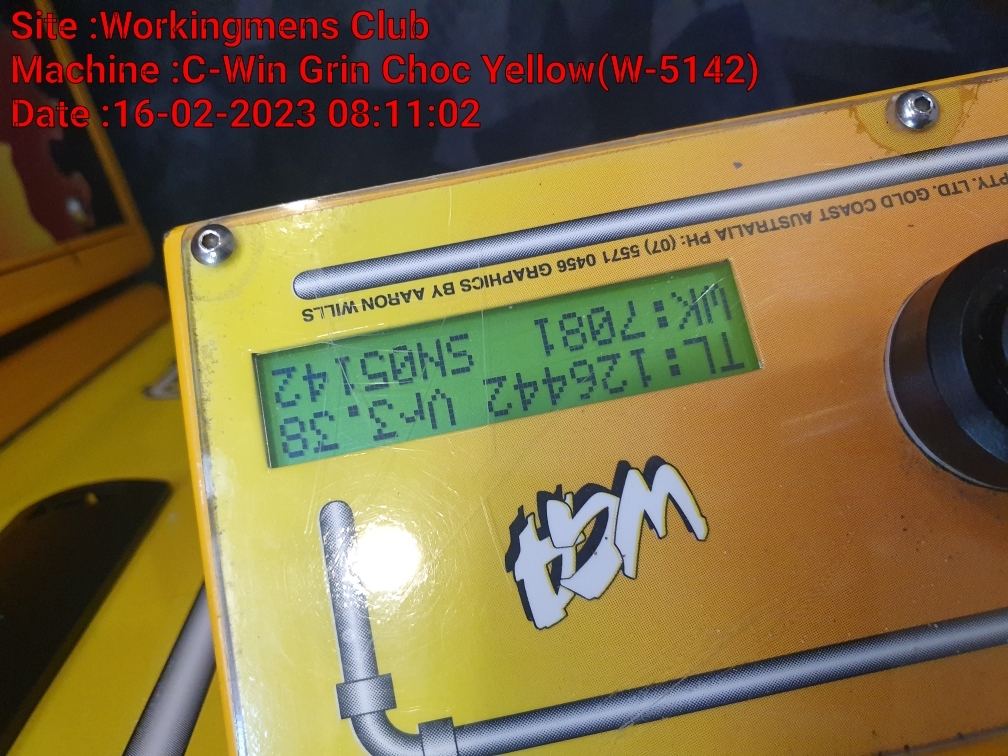 Site :Workingmens Club
Machine :C-Win Grin Choc Yellow(W-5142)
Date :16-02-2023 08:11:02
TL:126442 Vr3.38
WK:7081 SN05142
PTY. LTD. GOLD COAST AUSTRALIA PH: (07) 5571 0456 GRAPHICS BY AARON WILLS